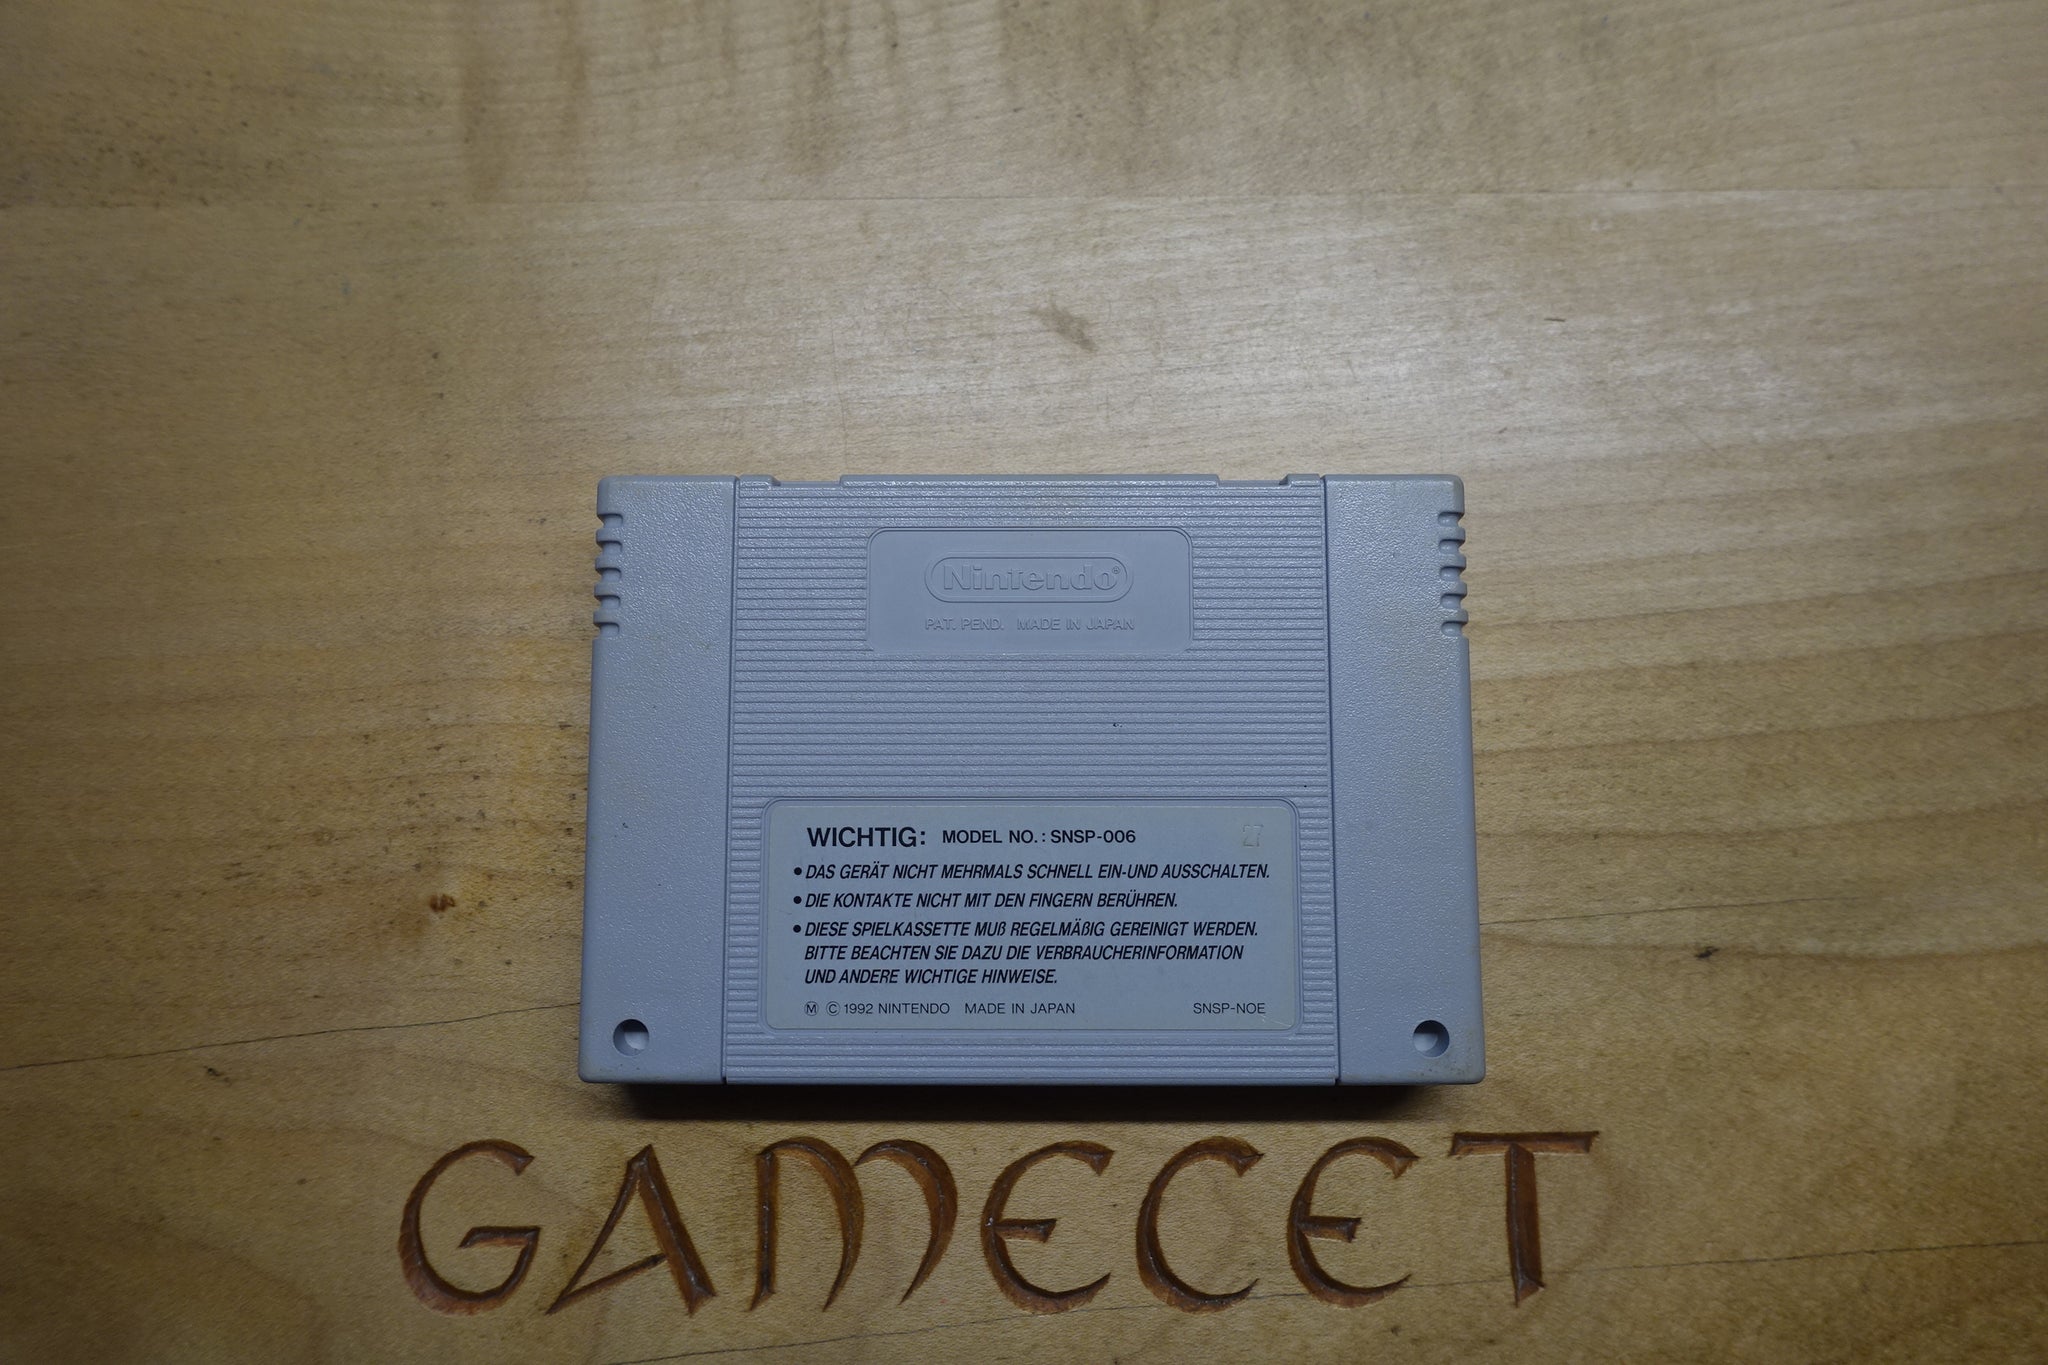 Nintendo®
PAT. PEND. MADE IN JAPAN
WICHTIG: MODEL NO.: SNSP-006 27
• DAS GERÄT NICHT MEHRMALS SCHNELL EIN-UND AUSSCHALTEN.
• DIE KONTAKTE NICHT MIT DEN FINGERN BERÜHREN.
• DIESE SPIELKASSETTE MUß REGELMÄßIG GEREINIGT WERDEN.
BITTE BEACHTEN SIE DAZU DIE VERBRAUCHERINFORMATION
UND ANDERE WICHTIGE HINWEISE.
Ⓜ © 1992 NINTENDO MADE IN JAPAN SNSP-NOE
GAMECET